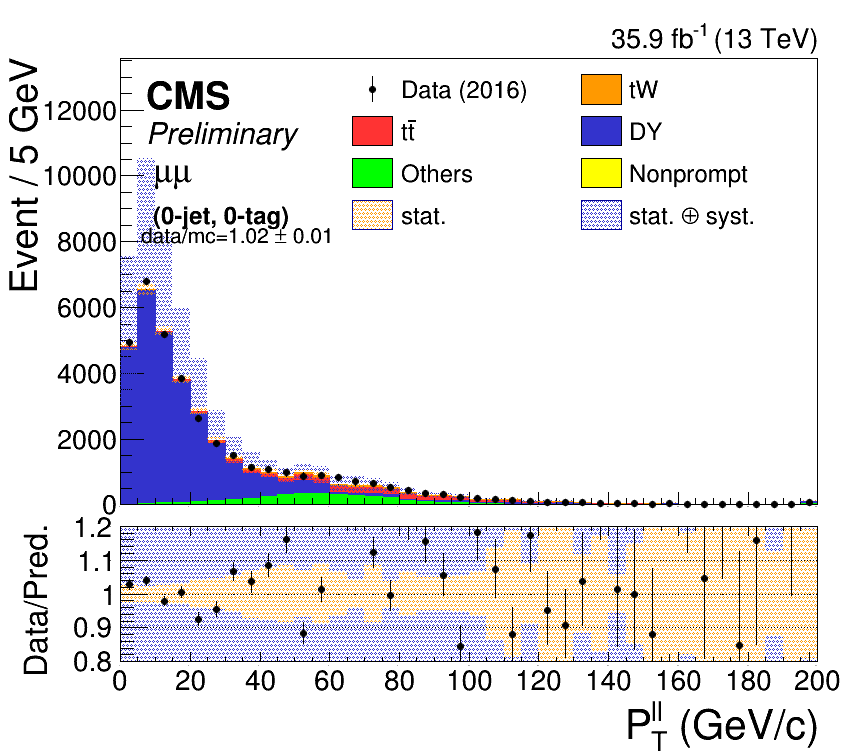 35.9 fb⁻¹ (13 TeV)
CMS
Preliminary
μμ
(0-jet, 0-tag)
data/mc=1.02 ± 0.01
Data (2016)
tW
tt̄
DY
Others
Nonprompt
stat.
stat. ⊕ syst.
Event / 5 GeV
12000
10000
8000
6000
4000
2000
0
Data/Pred.
1.2
1.1
1
0.9
0.8
0 20 40 60 80 100 120 140 160 180 200
P_T^ll (GeV/c)